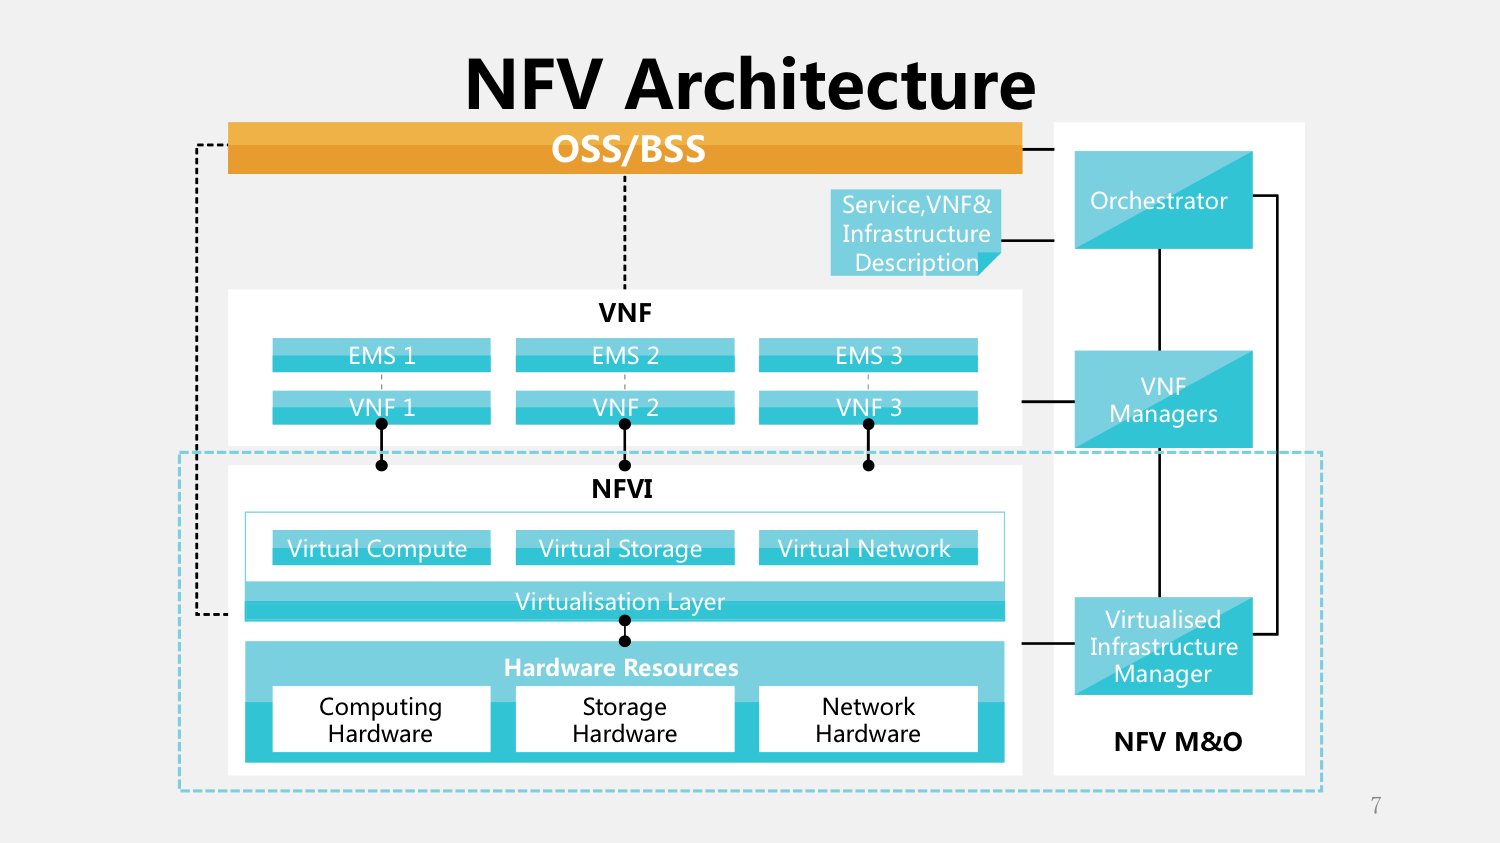 NFV Architecture
OSS/BSS
Service,VNF&
Infrastructure
Description
Orchestrator
VNF
EMS 1
EMS 2
EMS 3
VNF 1
VNF 2
VNF 3
VNF
Managers
NFVI
Virtual Compute
Virtual Storage
Virtual Network
Virtualisation Layer
Virtualised
Infrastructure
Manager
Hardware Resources
Computing
Hardware
Storage
Hardware
Network
Hardware
NFV M&O
7